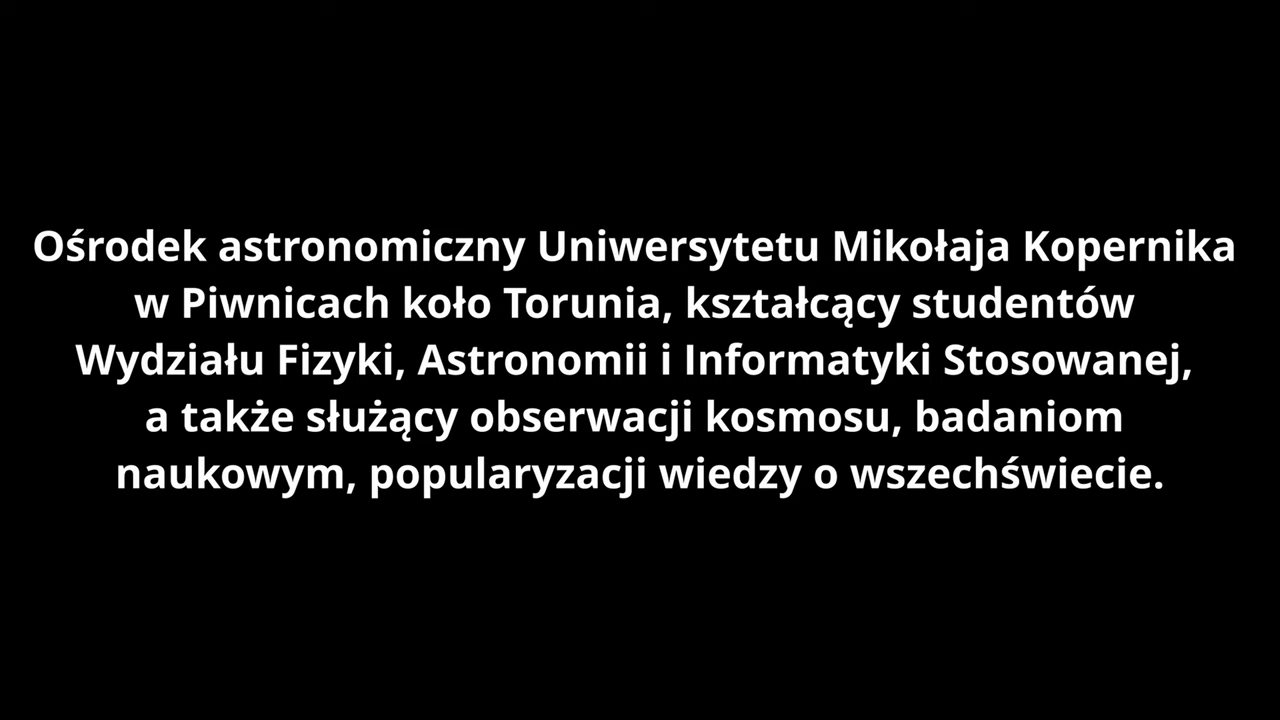 Ośrodek astronomiczny Uniwersytetu Mikołaja Kopernika
w Piwnicach koło Torunia, kształcący studentów
Wydziału Fizyki, Astronomii i Informatyki Stosowanej,
a także służący obserwacji kosmosu, badaniom
naukowym, popularyzacji wiedzy o wszechświecie.